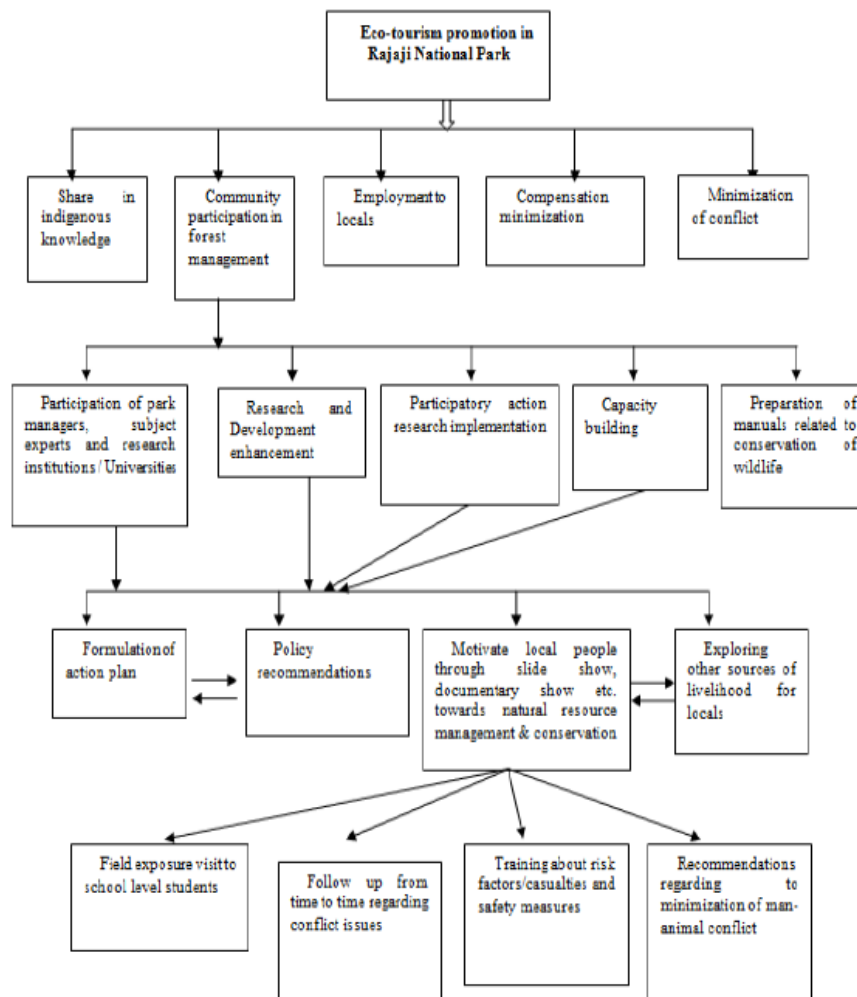 Eco-tourism promotion in
Rajaji National Park
Share in
indigenous
knowledge
Community
participation in
forest
management
Employment to
locals
Compensation
minimization
Minimization
of conflict
Participation of park
managers, subject
experts and research
institutions / Universities
Research and
Development
enhancement
Participatory action
research implementation
Capacity
building
Preparation of
manuals related to
conservation of
wildlife
Formulation of
action plan
Policy
recommendations
Motivate local people
through slide show,
documentary show etc.
towards natural resource
management & conservation
Exploring
other sources of
livelihood for
locals
Field exposure visit to
school level students
Follow up from
time to time regarding
conflict issues
Training about risk
factors/casualties and
safety measures
Recommendations
regarding to
minimization of man-
animal conflict